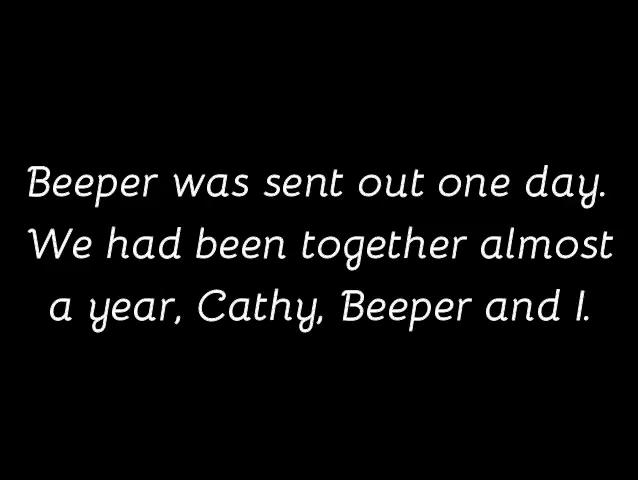 Beeper was sent out one day.
We had been together almost
a year, Cathy, Beeper and I.